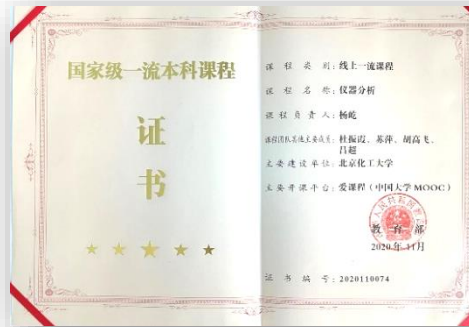 国家级一流本科课程
证
书
课程类别：线上一流课程
课程名称：仪器分析
课程负责人：杨屹
课程团队其他主要成员：杜振霞、苏萍、胡高飞、
吕超
主要建设单位：北京化工大学
主要开课平台：爱课程（中国大学MOOC）
教育部
2020年11月
证书编号：2020110074